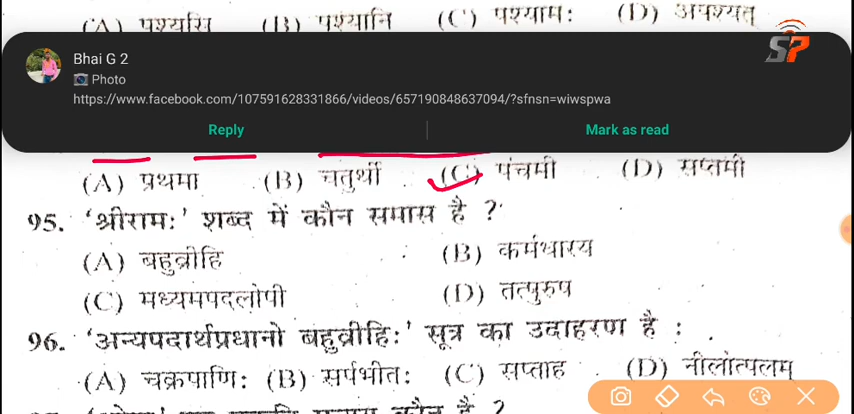 (A) पश्यसि (B) पश्यानि (C) पश्यामः (D) अपश्यत्
SP
Bhai G 2
Photo
https://www.facebook.com/107591628331866/videos/657190848637094/?sfnsn=wiwspwa
Reply Mark as read
(A) प्रथमा (B) चतुर्थी (C) पंचमी (D) सप्तमी
95. 'श्रीरामः' शब्द में कौन समास है ?
(A) बहुव्रीहि (B) कर्मधारय
(C) मध्यमपदलोपी (D) तत्पुरुष
96. 'अन्यपदार्थप्रधानो बहुव्रीहिः' सूत्र का उदाहरण है :
(A) चक्रपाणिः (B) सर्पभीतः (C) सप्ताह (D) नीलोत्पलम्